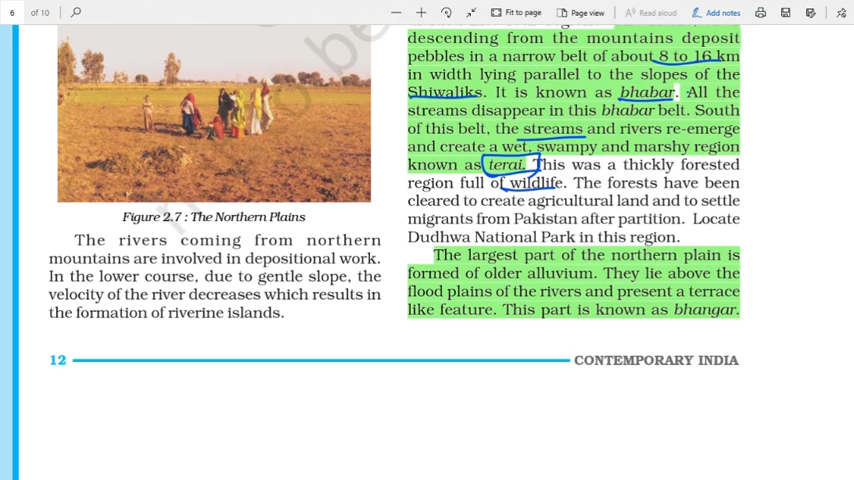 6 of 10
Fit to page
Page view
Read aloud
Add notes
descending from the mountains deposit
pebbles in a narrow belt of about 8 to 16 km
in width lying parallel to the slopes of the
Shiwaliks. It is known as bhabar. All the
streams disappear in this bhabar belt. South
of this belt, the streams and rivers re-emerge
and create a wet, swampy and marshy region
known as terai. This was a thickly forested
region full of wildlife. The forests have been
cleared to create agricultural land and to settle
migrants from Pakistan after partition. Locate
Dudhwa National Park in this region.
The largest part of the northern plain is
formed of older alluvium. They lie above the
flood plains of the rivers and present a terrace
like feature. This part is known as bhangar.
Figure 2.7 : The Northern Plains
The rivers coming from northern
mountains are involved in depositional work.
In the lower course, due to gentle slope, the
velocity of the river decreases which results in
the formation of riverine islands.
12
CONTEMPORARY INDIA